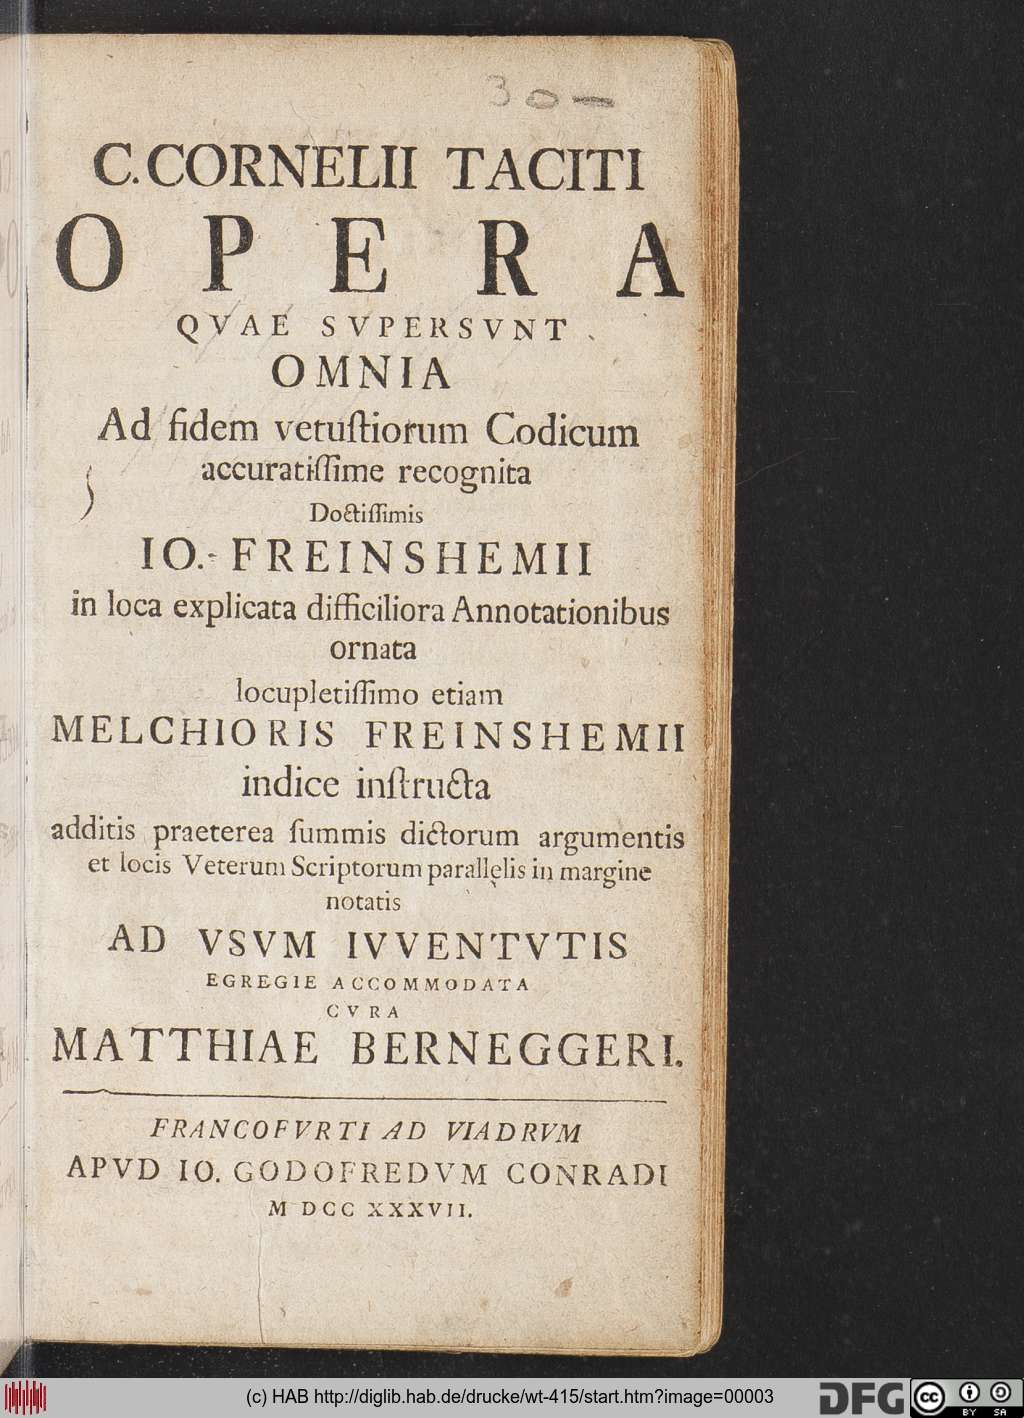 30—
C. CORNELII TACITI
OPERA
QVAE SVPERSVNT
OMNIA
Ad fidem vetuſtiorum Codicum
accuratiſſime recognita
Doctiſſimis
IO. FREINSHEMII
in loca explicata difficiliora Annotationibus
ornata
locupletiſſimo etiam
MELCHIORIS FREINSHEMII
indice inſtructa
additis praeterea ſummis dictorum argumentis
et locis Veterum Scriptorum parallelis in margine
notatis
AD VSVM IVVENTVTIS
EGREGIE ACCOMMODATA
CVRA
MATTHIAE BERNEGGERI.
FRANCOFVRTI AD VIADRVM
APVD IO. GODOFREDVM CONRADI
M DCC XXXVII.
(c) HAB http://diglib.hab.de/drucke/wt-415/start.htm?image=00003
DFG
cc BY SA